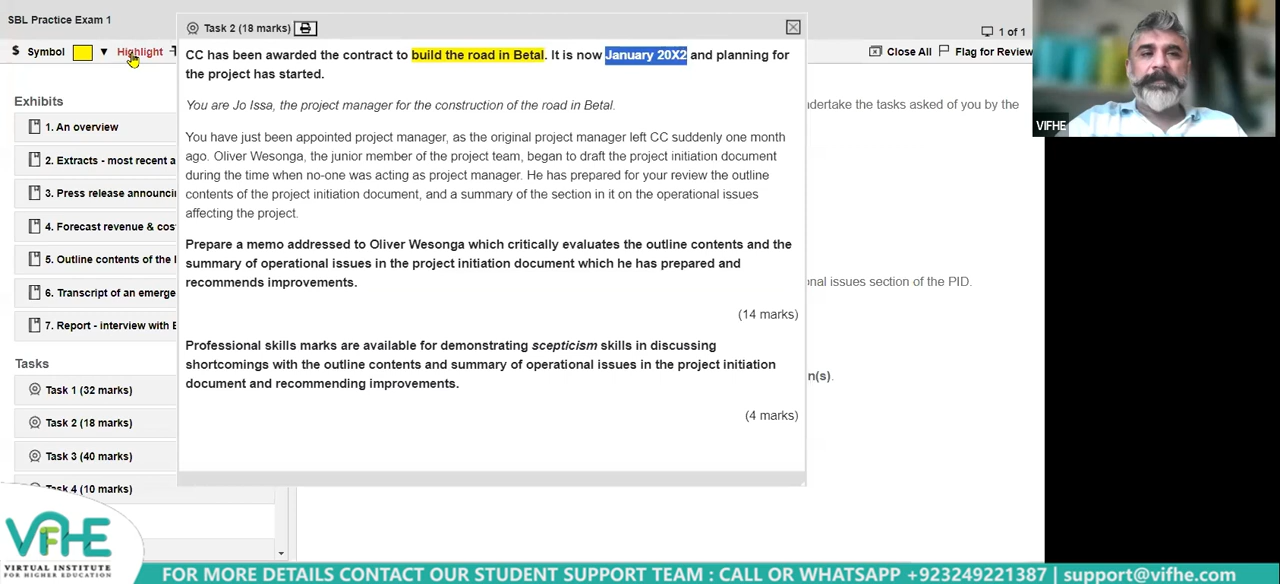 SBL Practice Exam 1
1 of 1
$ Symbol
Highlight
Close All
Flag for Review
Exhibits
1. An overview
2. Extracts - most recent a
3. Press release announci
4. Forecast revenue & cos
5. Outline contents of the
6. Transcript of an emerge
7. Report - interview with
Tasks
Task 1 (32 marks)
Task 2 (18 marks)
Task 3 (40 marks)
Task 4 (10 marks)
Task 2 (18 marks)
CC has been awarded the contract to build the road in Betal. It is now January 20X2 and planning for
the project has started.
You are Jo Issa, the project manager for the construction of the road in Betal.
You have just been appointed project manager, as the original project manager left CC suddenly one month
ago. Oliver Wesonga, the junior member of the project team, began to draft the project initiation document
during the time when no-one was acting as project manager. He has prepared for your review the outline
contents of the project initiation document, and a summary of the section in it on the operational issues
affecting the project.
Prepare a memo addressed to Oliver Wesonga which critically evaluates the outline contents and the
summary of operational issues in the project initiation document which he has prepared and
recommends improvements.
(14 marks)
Professional skills marks are available for demonstrating scepticism skills in discussing
shortcomings with the outline contents and summary of operational issues in the project initiation
document and recommending improvements.
(4 marks)
ndertake the tasks asked of you by the
onal issues section of the PID.
n(s).
VIFHE
VIFHE
VIRTUAL INSTITUTE
FOR HIGHER EDUCATION
FOR MORE DETAILS CONTACT OUR STUDENT SUPPORT TEAM : CALL OR WHATSAPP +923249221387 | support@vifhe.com